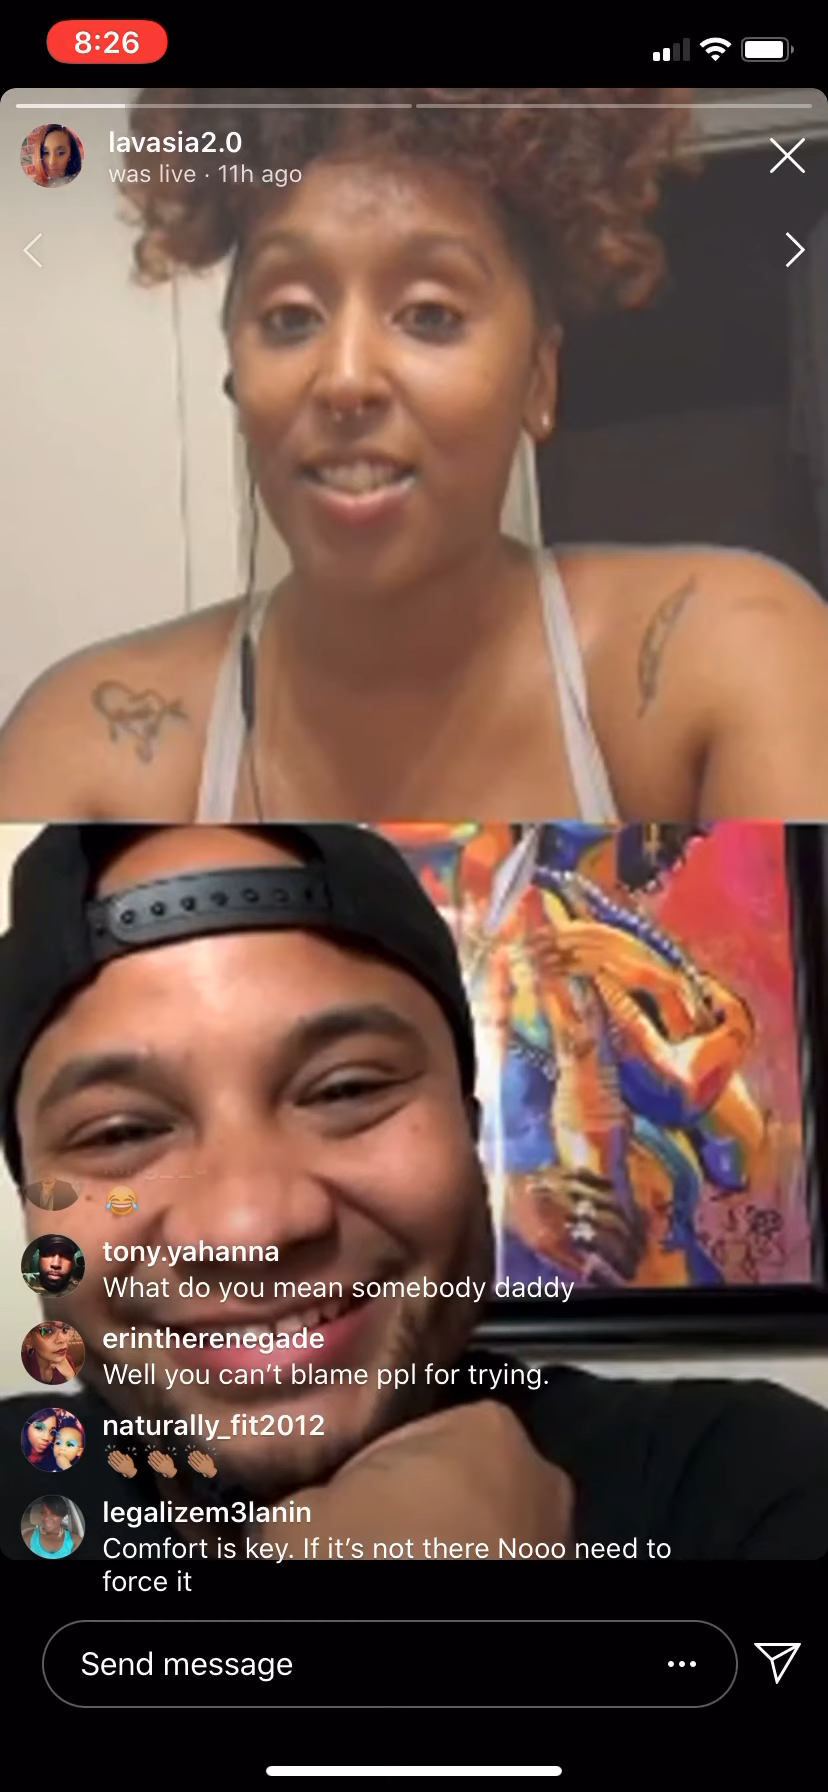 8:26
lavasia2.0
was live · 11h ago
😂
tony.yahanna
What do you mean somebody daddy
erintherenegade
Well you can't blame ppl for trying.
naturally_fit2012
👏🏽👏🏽👏🏽
legalizem3lanin
Comfort is key. If it's not there Nooo need to
force it
Send message